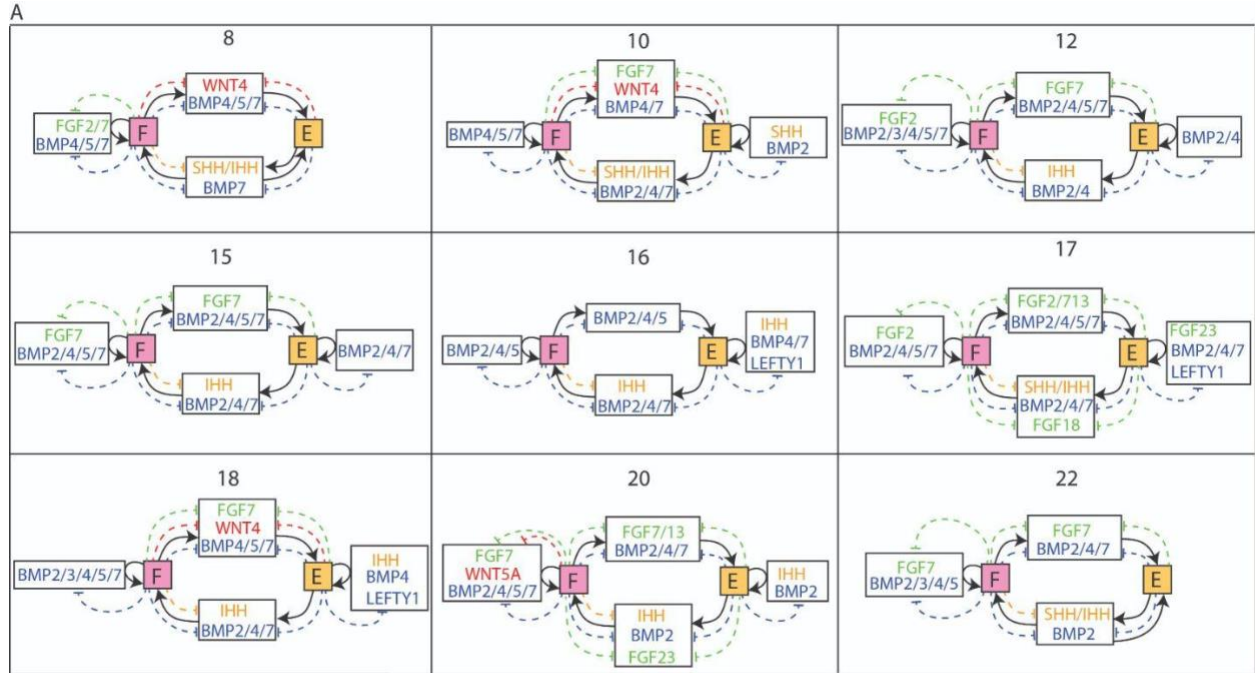 A
8
WNT4
BMP4/5/7
FGF2/7
BMP4/5/7
F
E
SHH/IHH
BMP7
10
FGF7
WNT4
BMP4/7
BMP4/5/7
F
E
SHH
BMP2
SHH/IHH
BMP2/4/7
12
FGF7
BMP2/4/5/7
FGF2
BMP2/3/4/5/7
F
E
BMP2/4
IHH
BMP2/4
15
FGF7
BMP2/4/5/7
FGF7
BMP2/4/5/7
F
E
BMP2/4/7
IHH
BMP2/4/7
16
BMP2/4/5
BMP2/4/5
F
E
IHH
BMP4/7
LEFTY1
IHH
BMP2/4/7
17
FGF2/713
BMP2/4/5/7
FGF2
BMP2/4/5/7
F
E
FGF23
BMP2/4/7
LEFTY1
SHH/IHH
BMP2/4/7
FGF18
18
FGF7
WNT4
BMP4/5/7
BMP2/3/4/5/7
F
E
IHH
BMP4
LEFTY1
IHH
BMP2/4/7
20
FGF7/13
BMP2/4/7
FGF7
WNT5A
BMP2/4/5/7
F
E
IHH
BMP2
IHH
BMP2
FGF23
22
FGF7
BMP2/4/7
FGF7
BMP2/3/4/5
F
E
SHH/IHH
BMP2